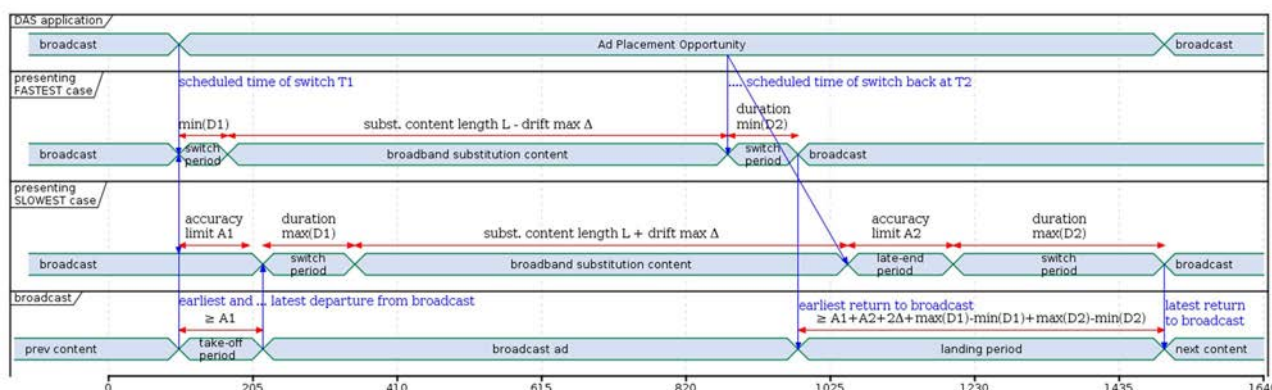 DAS application
broadcast
Ad Placement Opportunity
broadcast
presenting
FASTEST case
scheduled time of switch T1
.... scheduled time of switch back at T2
min(D1)
subst. content length L - drift max Δ
duration
min(D2)
broadcast
switch
period
broadband substitution content
switch
period
broadcast
presenting
SLOWEST case
accuracy
limit A1
duration
max(D1)
subst. content length L + drift max Δ
accuracy
limit A2
duration
max(D2)
broadcast
switch
period
broadband substitution content
late-end
period
switch
period
broadcast
broadcast
earliest and ... latest departure from broadcast
earliest return to broadcast
latest return
to broadcast
≥ A1
≥ A1+A2+2Δ+max(D1)-min(D1)+max(D2)-min(D2)
prev content
take-off
period
broadcast ad
landing period
next content
0 205 410 615 820 1025 1230 1435 1640